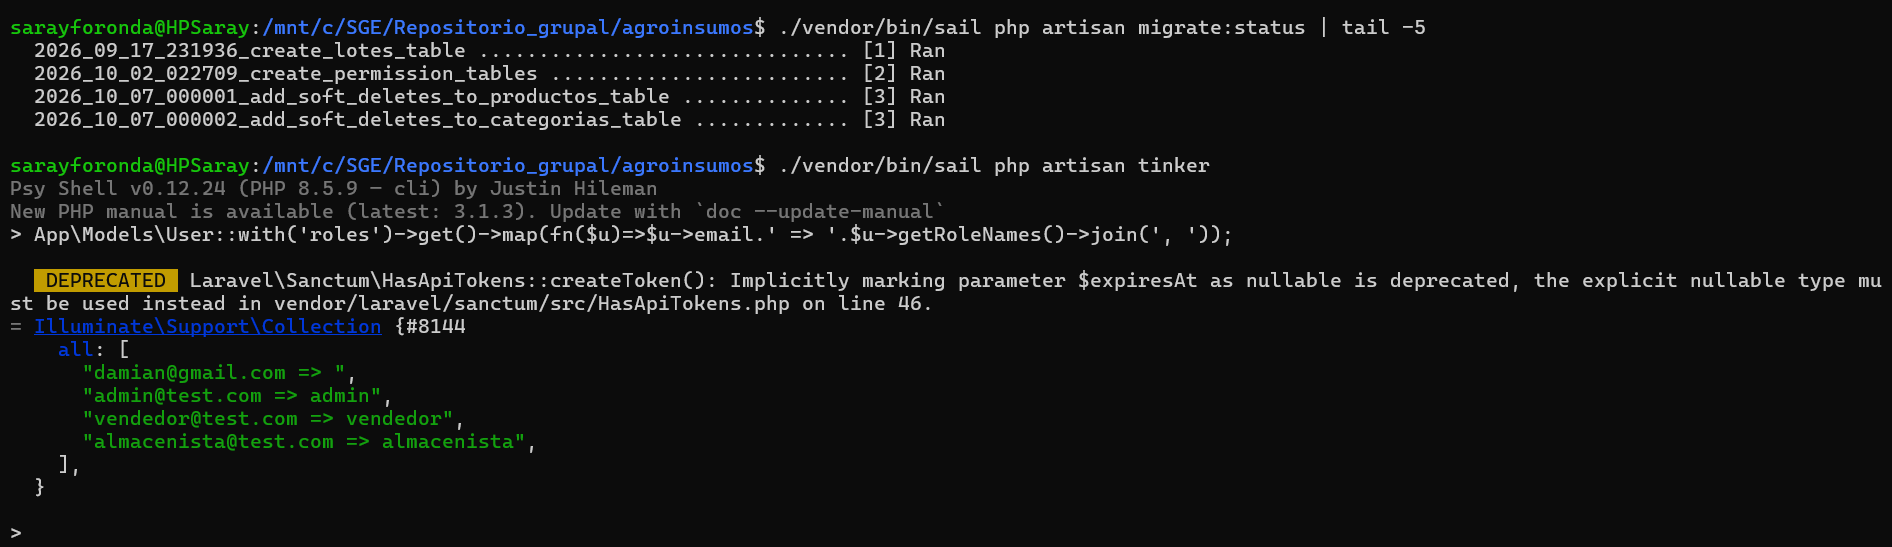 sarayforonda@HPSaray:/mnt/c/SGE/Repositorio_grupal/agroinsumos$ ./vendor/bin/sail php artisan migrate:status | tail -5
  2026_09_17_231936_create_lotes_table ............................... [1] Ran
  2026_10_02_022709_create_permission_tables ......................... [2] Ran
  2026_10_07_000001_add_soft_deletes_to_productos_table .............. [3] Ran
  2026_10_07_000002_add_soft_deletes_to_categorias_table ............. [3] Ran
sarayforonda@HPSaray:/mnt/c/SGE/Repositorio_grupal/agroinsumos$ ./vendor/bin/sail php artisan tinker
Psy Shell v0.12.24 (PHP 8.5.9 — cli) by Justin Hileman
New PHP manual is available (latest: 3.1.3). Update with `doc --update-manual`
> App\Models\User::with('roles')->get()->map(fn($u)=>$u->email.' => '.$u->getRoleNames()->join(', '));
   DEPRECATED  Laravel\Sanctum\HasApiTokens::createToken(): Implicitly marking parameter $expiresAt as nullable is deprecated, the explicit nullable type mu
st be used instead in vendor/laravel/sanctum/src/HasApiTokens.php on line 46.
= Illuminate\Support\Collection {#8144
    all: [
      "damian@gmail.com => ",
      "admin@test.com => admin",
      "vendedor@test.com => vendedor",
      "almacenista@test.com => almacenista",
    ],
  }
>